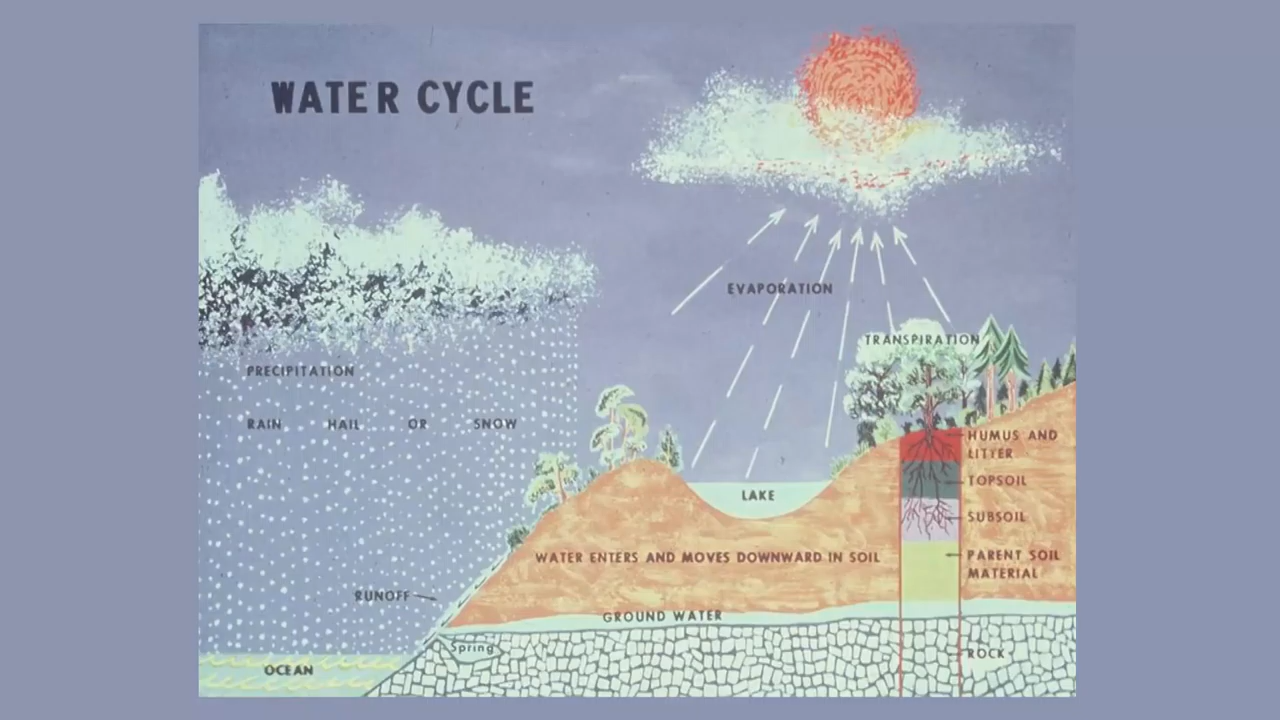 WATER CYCLE
EVAPORATION
TRANSPIRATION
PRECIPITATION
RAIN HAIL OR SNOW
HUMUS AND
LITTER
TOPSOIL
LAKE
SUBSOIL
WATER ENTERS AND MOVES DOWNWARD IN SOIL
PARENT SOIL
MATERIAL
RUNOFF
GROUND WATER
Spring
ROCK
OCEAN